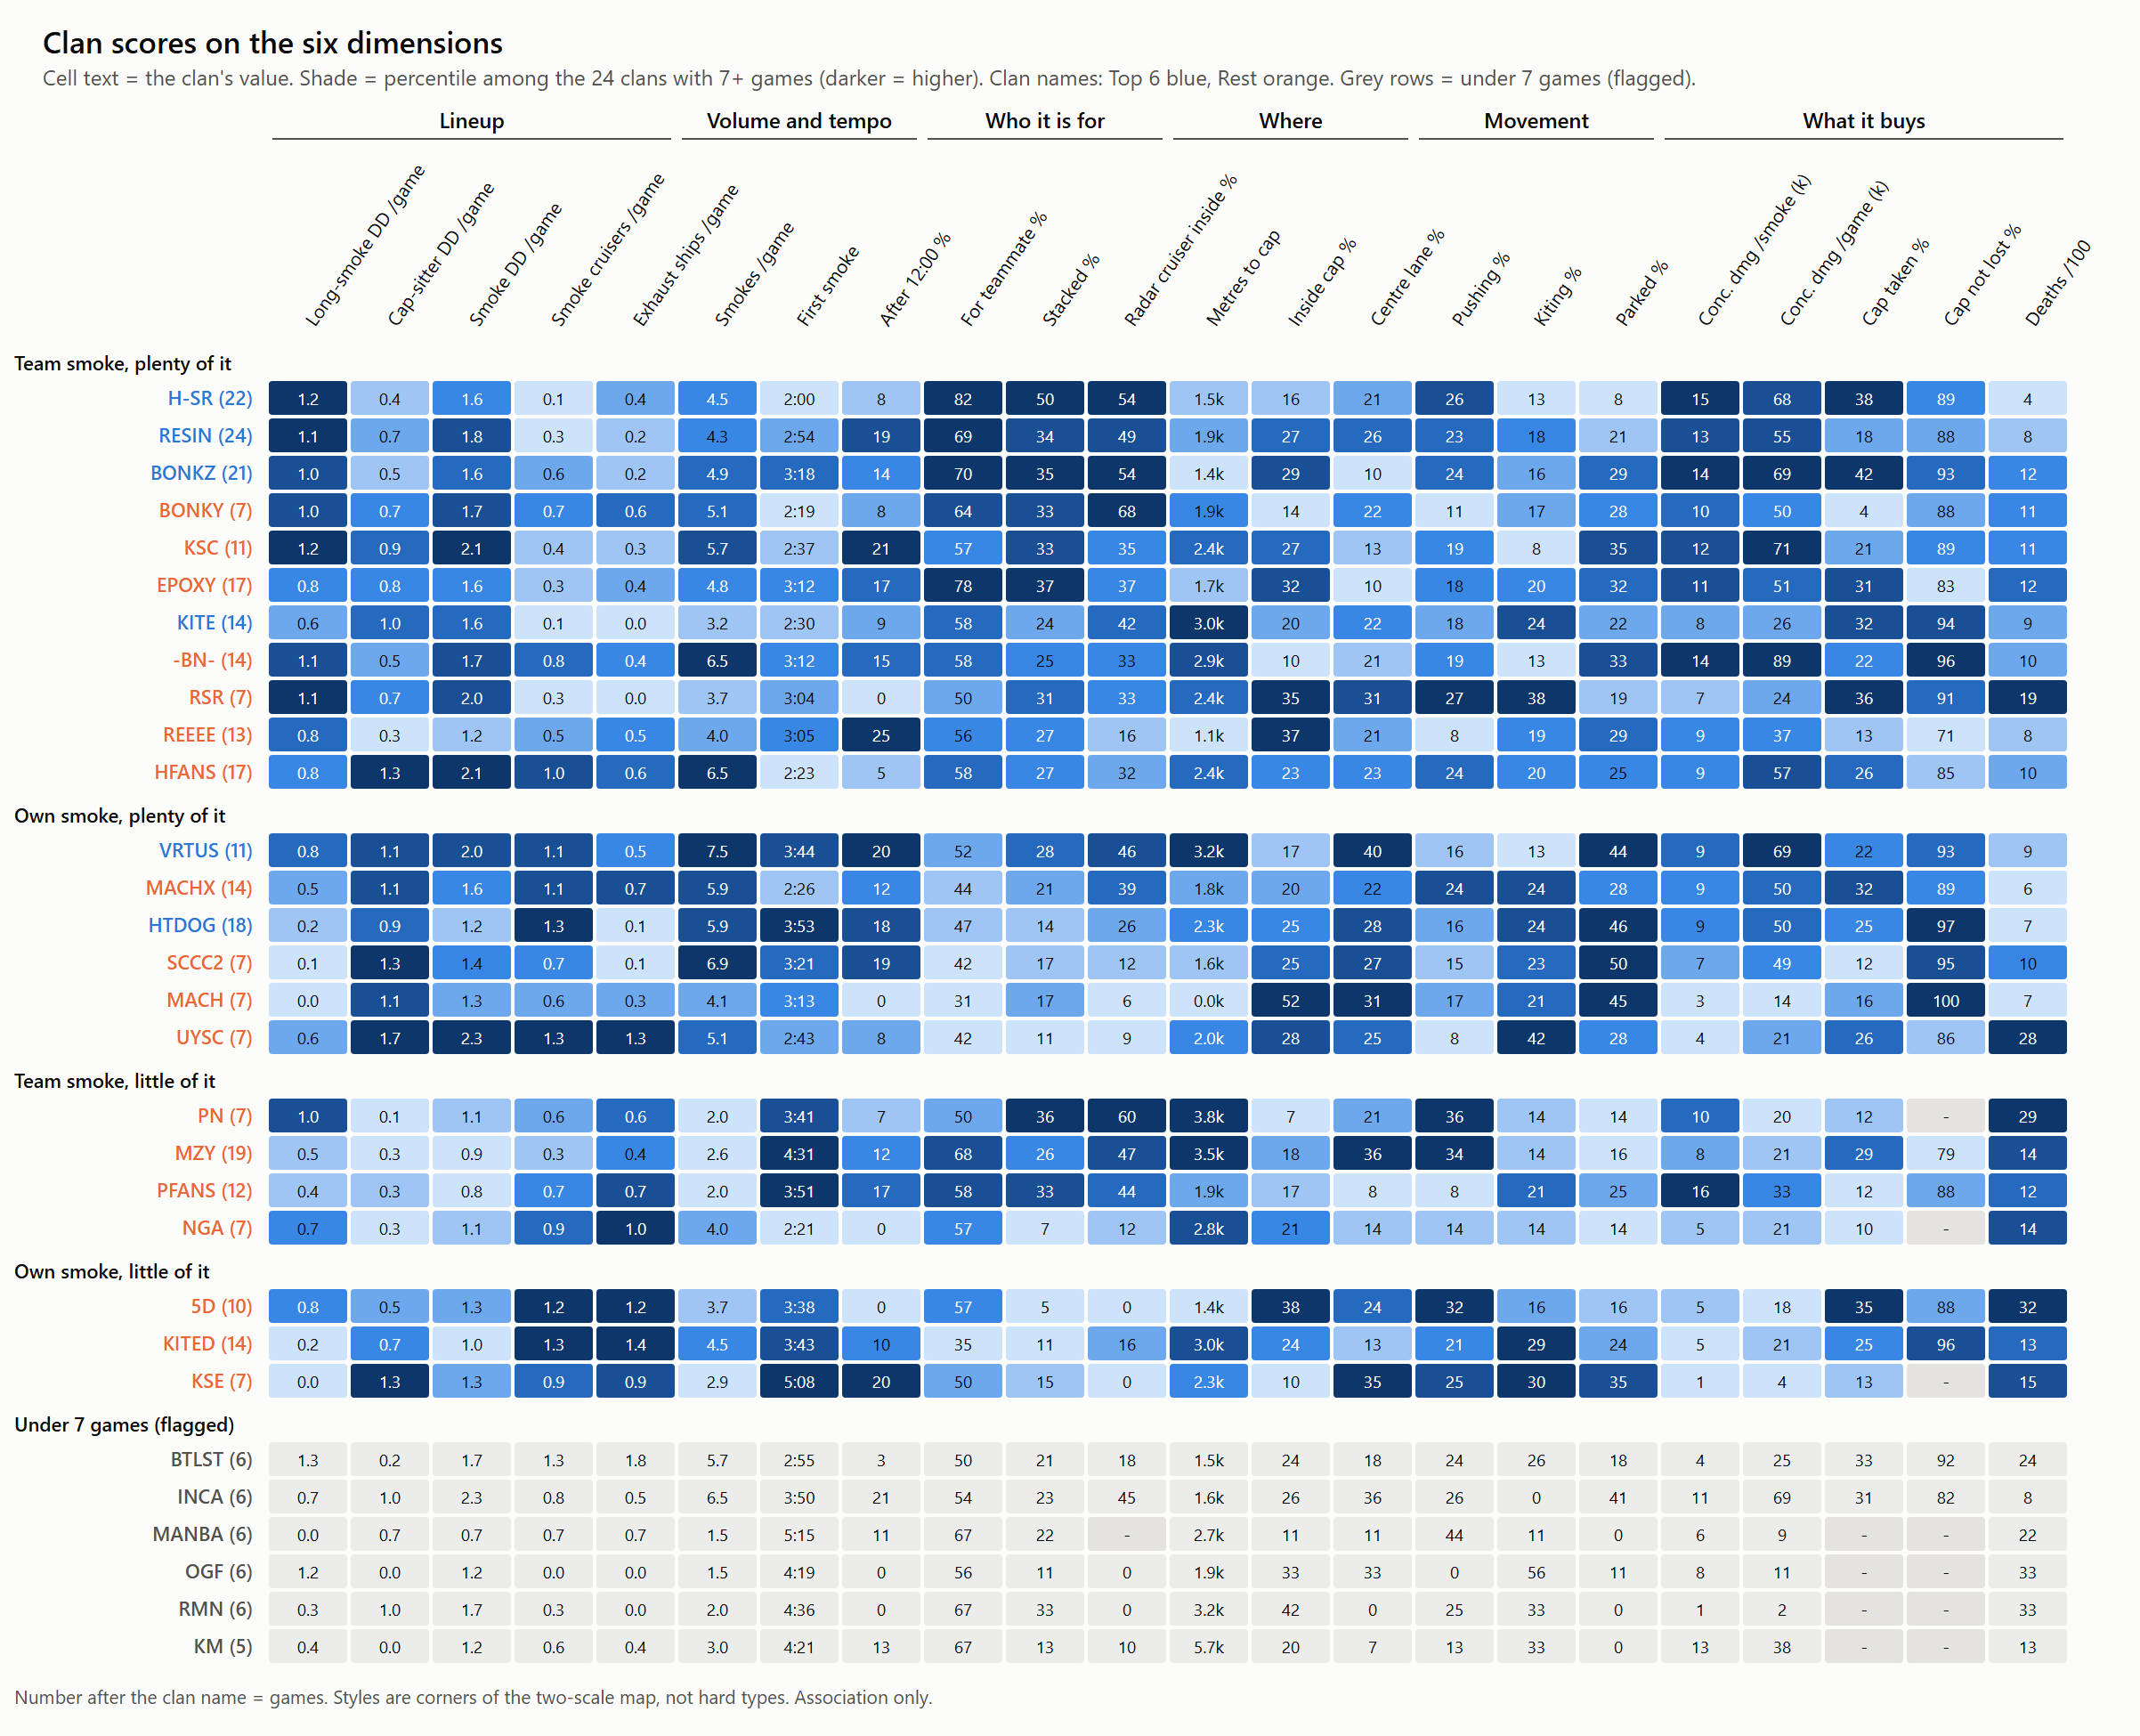 Clan scores on the six dimensions
Cell text = the clan's value. Shade = percentile among the 24 clans with 7+ games (darker = higher). Clan names: Top 6 blue, Rest orange. Grey rows = under 7 games (flagged).
Lineup Volume and tempo Who it is for Where Movement What it buys
Long-smoke DD /game Cap-sitter DD /game Smoke DD /game Smoke cruisers /game Exhaust ships /game Smokes /game First smoke After 12:00 % For teammate % Stacked % Radar cruiser inside % Metres to cap Inside cap % Centre lane % Pushing % Kiting % Parked % Conc. dmg /smoke (k) Conc. dmg /game (k) Cap taken % Cap not lost % Deaths /100
Team smoke, plenty of it
H-SR (22) 1.2 0.4 1.6 0.1 0.4 4.5 2:00 8 82 50 54 1.5k 16 21 26 13 8 15 68 38 89 4
RESIN (24) 1.1 0.7 1.8 0.3 0.2 4.3 2:54 19 69 34 49 1.9k 27 26 23 18 21 13 55 18 88 8
BONKZ (21) 1.0 0.5 1.6 0.6 0.2 4.9 3:18 14 70 35 54 1.4k 29 10 24 16 29 14 69 42 93 12
BONKY (7) 1.0 0.7 1.7 0.7 0.6 5.1 2:19 8 64 33 68 1.9k 14 22 11 17 28 10 50 4 88 11
KSC (11) 1.2 0.9 2.1 0.4 0.3 5.7 2:37 21 57 33 35 2.4k 27 13 19 8 35 12 71 21 89 11
EPOXY (17) 0.8 0.8 1.6 0.3 0.4 4.8 3:12 17 78 37 37 1.7k 32 10 18 20 32 11 51 31 83 12
KITE (14) 0.6 1.0 1.6 0.1 0.0 3.2 2:30 9 58 24 42 3.0k 20 22 18 24 22 8 26 32 94 9
-BN- (14) 1.1 0.5 1.7 0.8 0.4 6.5 3:12 15 58 25 33 2.9k 10 21 19 13 33 14 89 22 96 10
RSR (7) 1.1 0.7 2.0 0.3 0.0 3.7 3:04 0 50 31 33 2.4k 35 31 27 38 19 7 24 36 91 19
REEEE (13) 0.8 0.3 1.2 0.5 0.5 4.0 3:05 25 56 27 16 1.1k 37 21 8 19 29 9 37 13 71 8
HFANS (17) 0.8 1.3 2.1 1.0 0.6 6.5 2:23 5 58 27 32 2.4k 23 23 24 20 25 9 57 26 85 10
Own smoke, plenty of it
VRTUS (11) 0.8 1.1 2.0 1.1 0.5 7.5 3:44 20 52 28 46 3.2k 17 40 16 13 44 9 69 22 93 9
MACHX (14) 0.5 1.1 1.6 1.1 0.7 5.9 2:26 12 44 21 39 1.8k 20 22 24 24 28 9 50 32 89 6
HTDOG (18) 0.2 0.9 1.2 1.3 0.1 5.9 3:53 18 47 14 26 2.3k 25 28 16 24 46 9 50 25 97 7
SCCC2 (7) 0.1 1.3 1.4 0.7 0.1 6.9 3:21 19 42 17 12 1.6k 25 27 15 23 50 7 49 12 95 10
MACH (7) 0.0 1.1 1.3 0.6 0.3 4.1 3:13 0 31 17 6 0.0k 52 31 17 21 45 3 14 16 100 7
UYSC (7) 0.6 1.7 2.3 1.3 1.3 5.1 2:43 8 42 11 9 2.0k 28 25 8 42 28 4 21 26 86 28
Team smoke, little of it
PN (7) 1.0 0.1 1.1 0.6 0.6 2.0 3:41 7 50 36 60 3.8k 7 21 36 14 14 10 20 12 - 29
MZY (19) 0.5 0.3 0.9 0.3 0.4 2.6 4:31 12 68 26 47 3.5k 18 36 34 14 16 8 21 29 79 14
PFANS (12) 0.4 0.3 0.8 0.7 0.7 2.0 3:51 17 58 33 44 1.9k 17 8 8 21 25 16 33 12 88 12
NGA (7) 0.7 0.3 1.1 0.9 1.0 4.0 2:21 0 57 7 12 2.8k 21 14 14 14 14 5 21 10 - 14
Own smoke, little of it
5D (10) 0.8 0.5 1.3 1.2 1.2 3.7 3:38 0 57 5 0 1.4k 38 24 32 16 16 5 18 35 88 32
KITED (14) 0.2 0.7 1.0 1.3 1.4 4.5 3:43 10 35 11 16 3.0k 24 13 21 29 24 5 21 25 96 13
KSE (7) 0.0 1.3 1.3 0.9 0.9 2.9 5:08 20 50 15 0 2.3k 10 35 25 30 35 1 4 13 - 15
Under 7 games (flagged)
BTLST (6) 1.3 0.2 1.7 1.3 1.8 5.7 2:55 3 50 21 18 1.5k 24 18 24 26 18 4 25 33 92 24
INCA (6) 0.7 1.0 2.3 0.8 0.5 6.5 3:50 21 54 23 45 1.6k 26 36 26 0 41 11 69 31 82 8
MANBA (6) 0.0 0.7 0.7 0.7 0.7 1.5 5:15 11 67 22 - 2.7k 11 11 44 11 0 6 9 - - 22
OGF (6) 1.2 0.0 1.2 0.0 0.0 1.5 4:19 0 56 11 0 1.9k 33 33 0 56 11 8 11 - - 33
RMN (6) 0.3 1.0 1.7 0.3 0.0 2.0 4:36 0 67 33 0 3.2k 42 0 25 33 0 1 2 - - 33
KM (5) 0.4 0.0 1.2 0.6 0.4 3.0 4:21 13 67 13 10 5.7k 20 7 13 33 0 13 38 - - 13
Number after the clan name = games. Styles are corners of the two-scale map, not hard types. Association only.